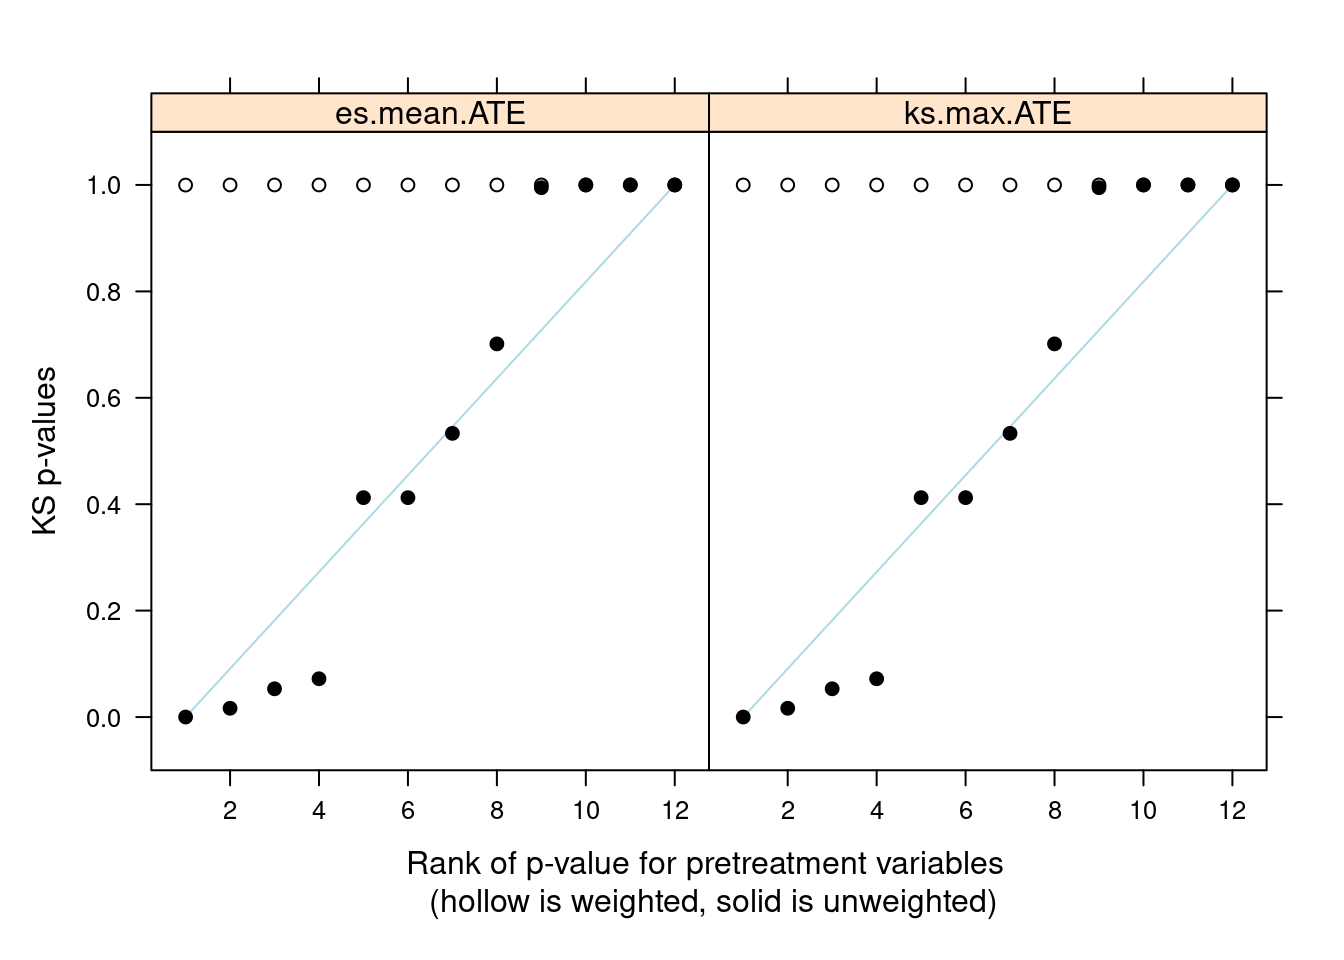 es.mean.ATE
ks.max.ATE
1.0
0.8
0.6
0.4
0.2
0.0
KS p-values
2 4 6 8 10 12
2 4 6 8 10 12
Rank of p-value for pretreatment variables
(hollow is weighted, solid is unweighted)